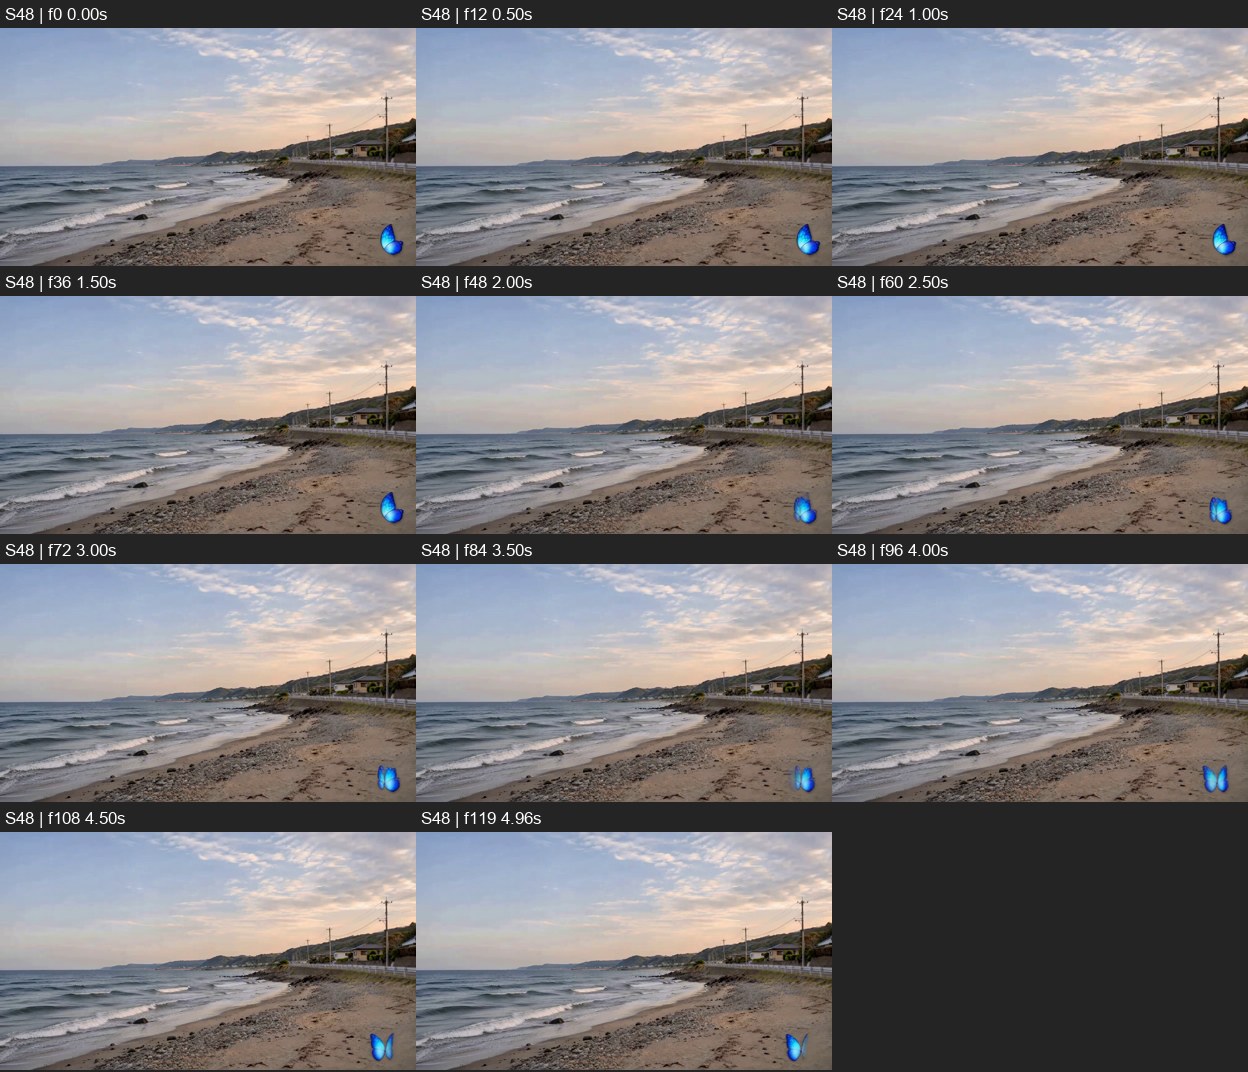 S48 | f0 0.00s
S48 | f12 0.50s
S48 | f24 1.00s
S48 | f36 1.50s
S48 | f48 2.00s
S48 | f60 2.50s
S48 | f72 3.00s
S48 | f84 3.50s
S48 | f96 4.00s
S48 | f108 4.50s
S48 | f119 4.96s